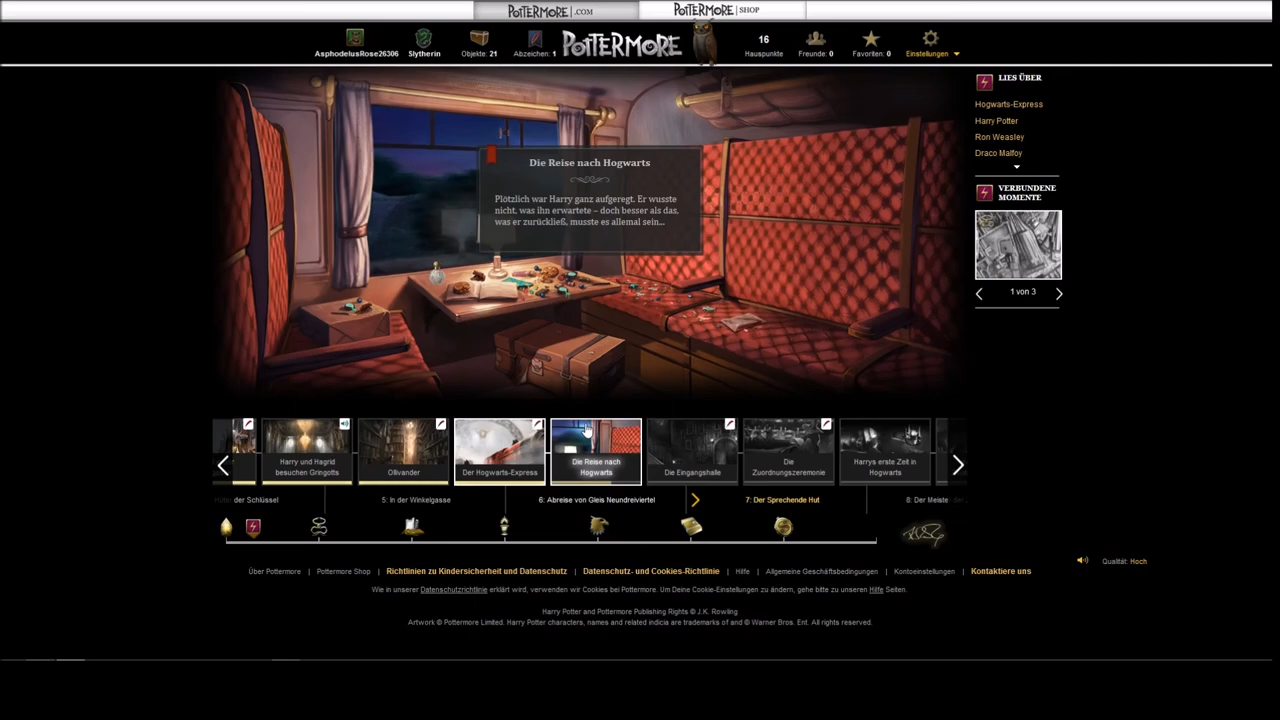 POTTERMORE | .COM
POTTERMORE | SHOP
AsphodelusRose26306
Slytherin
Objekte: 21
Abzeichen: 1
POTTERMORE
16
Hauspunkte
Freunde: 0
Favoriten: 0
Einstellungen
LIES ÜBER
Hogwarts-Express
Harry Potter
Ron Weasley
Draco Malfoy
VERBUNDENE
MOMENTE
1 von 3
Die Reise nach Hogwarts
Plötzlich war Harry ganz aufgeregt. Er wusste
nicht, was ihn erwartete – doch besser als das,
was er zurückließ, musste es allemal sein...
Harry und Hagrid
besuchen Gringotts
Ollivander
Der Hogwarts-Express
Die Reise nach
Hogwarts
Die Eingangshalle
Die
Zuordnungszeremonie
Harrys erste Zeit in
Hogwarts
der Schlüssel
5: In der Winkelgasse
6: Abreise von Gleis Neundreiviertel
7: Der Sprechende Hut
8: Der Meister
Qualität: Hoch
Über Pottermore | Pottermore Shop | Richtlinien zu Kindersicherheit und Datenschutz | Datenschutz- und Cookies-Richtlinie | Hilfe | Allgemeine Geschäftsbedingungen | Kontoeinstellungen | Kontaktiere uns
Wie in unserer Datenschutzrichtlinie erklärt wird, verwenden wir Cookies bei Pottermore. Um Deine Cookie-Einstellungen zu ändern, gehe bitte zu unseren Hilfe Seiten.
Harry Potter and Pottermore Publishing Rights © J.K. Rowling
Artwork © Pottermore Limited. Harry Potter characters, names and related indicia are trademarks of and © Warner Bros. Ent. All rights reserved.